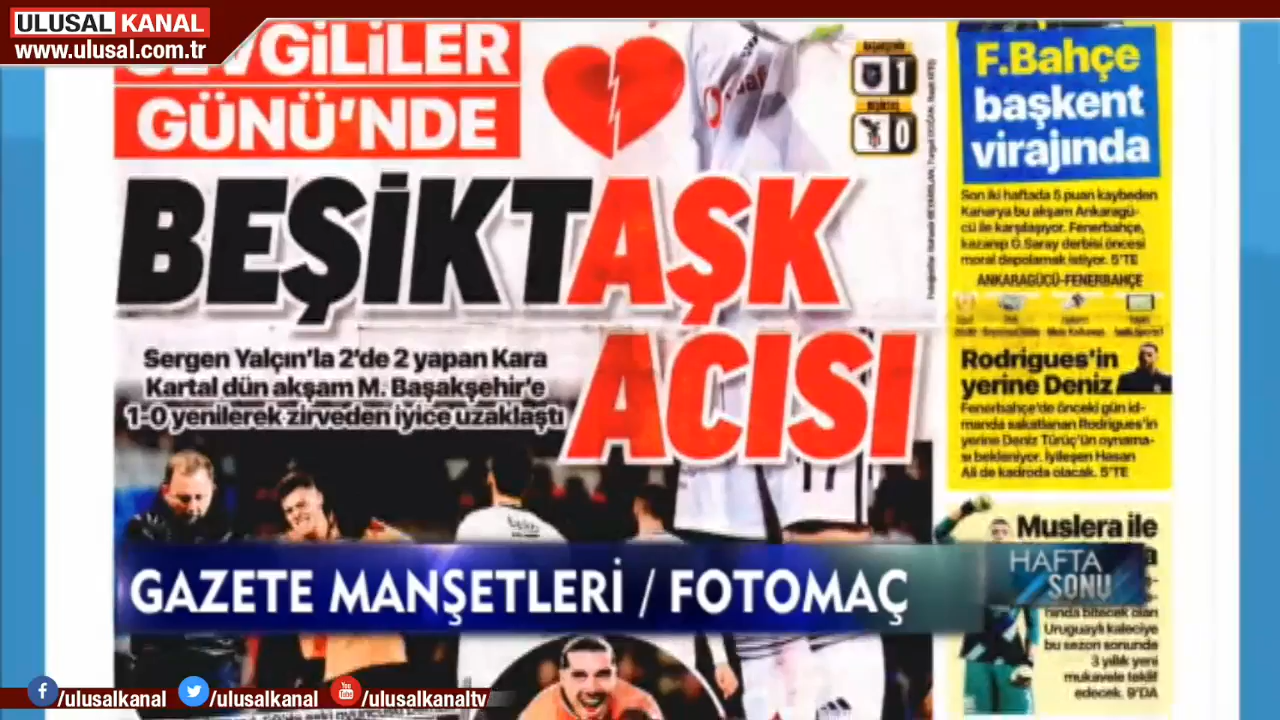 ULUSAL KANAL
www.ulusal.com.tr
SEVGİLİLER
GÜNÜ'NDE
BEŞİKTAŞK
ACISI
Sergen Yalçın'la 2'de 2 yapan Kara
Kartal dün akşam M. Başakşehir'e
1-0 yenilerek zirveden iyice uzaklaştı
1
0
17
F.Bahçe
başkent
virajında
Son iki haftada 5 puan kaybeden
Kanarya bu akşam Ankaragü-
cü ile karşılaşıyor. Fenerbahçe,
kazanıp G.Saray derbisi öncesi
moral depolamak istiyor. 5'TE
ANKARAGÜCÜ-FENERBAHÇE
Rodrigues'in
yerine Deniz
Fenerbahçe'de önceki gün id-
manda sakatlanan Rodrigues'in
yerine Deniz Türüç'ün oynama-
sı bekleniyor. İyileşen Hasan
Ali de kadroda olacak. 5'TE
Muslera ile
HAFTA
SONU
bitecek olan
Uruguaylı kaleciye
bu sezon sonunda
3 yıllık yeni
mukavele teklif
edecek. 9'DA
GAZETE MANŞETLERİ / FOTOMAÇ
/ulusalkanal
/ulusalkanal
You Tube
/ulusalkanaltv